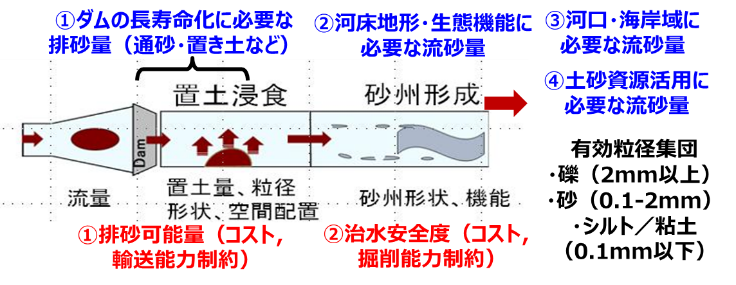 ①ダムの長寿命化に必要な
排砂量（通砂・置き土など）
②河床地形・生態機能に
必要な流砂量
③河口・海岸域に
必要な流砂量
④土砂資源活用に
必要な流砂量
置土浸食
砂州形成
Dam
流量
置土量、粒径
形状、空間配置
砂州形状、機能
①排砂可能量（コスト，
輸送能力制約）
②治水安全度（コスト，
掘削能力制約）
有効粒径集団
・礫（2mm以上）
・砂（0.1-2mm）
・シルト／粘土
（0.1mm以下）